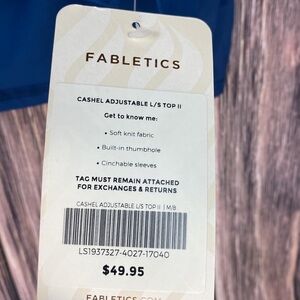 FABLETICS
CASHEL ADJUSTABLE L/S TOP II
Get to know me:
• Soft knit fabric
• Built-in thumbhole
• Cinchable sleeves
TAG MUST REMAIN ATTACHED
FOR EXCHANGES & RETURNS
CASHEL ADJUSTABLE L/S TOP II | M/8
LS1937327-4027-17040
$49.95
FABLETICS.COM